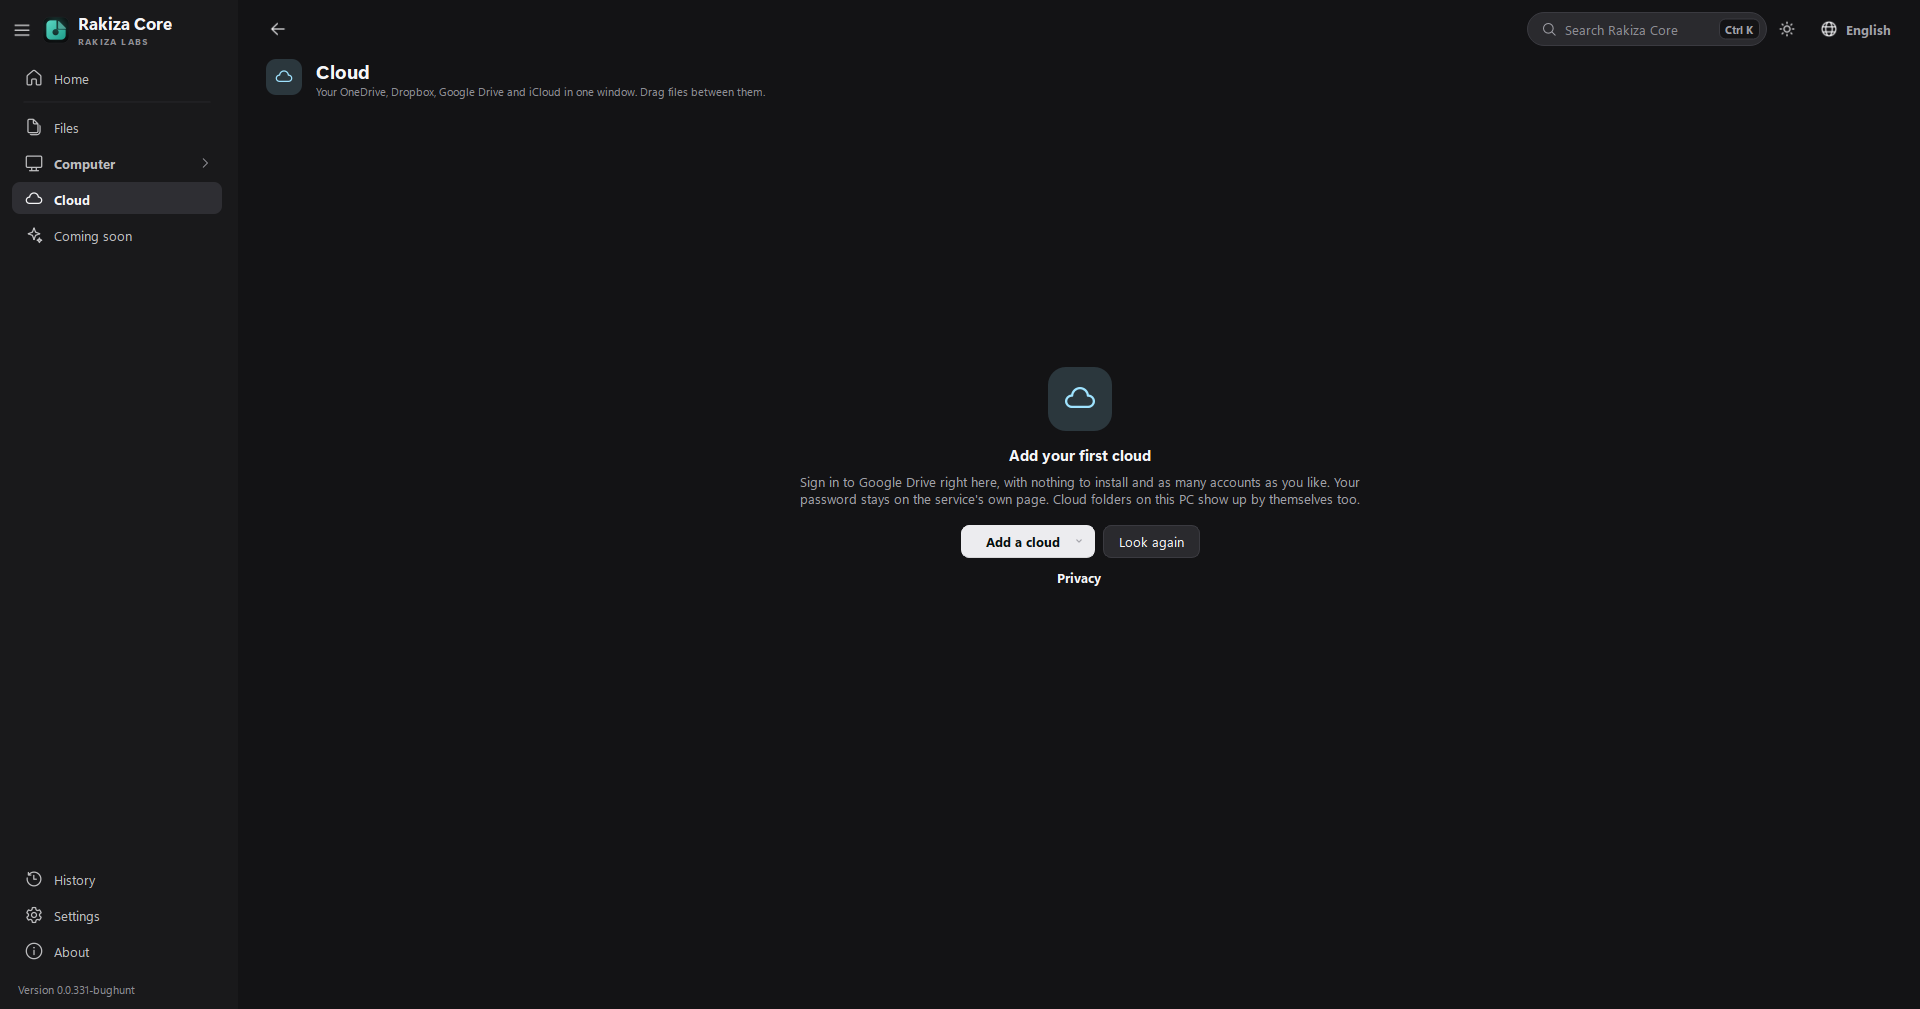 Rakiza Core
RAKIZA LABS
Search Rakiza Core
Ctrl K
English
Home
Files
Computer
Cloud
Coming soon
Cloud
Your OneDrive, Dropbox, Google Drive and iCloud in one window. Drag files between them.
Add your first cloud
Sign in to Google Drive right here, with nothing to install and as many accounts as you like. Your
password stays on the service's own page. Cloud folders on this PC show up by themselves too.
Add a cloud
Look again
Privacy
History
Settings
About
Version 0.0.331-bughunt